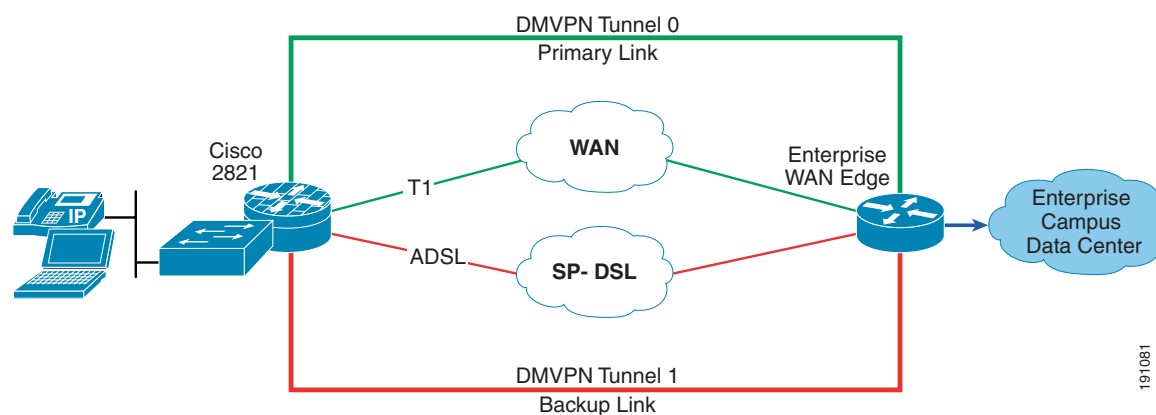 DMVPN Tunnel 0
Primary Link
Cisco
2821
WAN
Enterprise
WAN Edge
T1
IP
Enterprise
Campus
Data Center
ADSL
SP- DSL
DMVPN Tunnel 1
Backup Link
191081